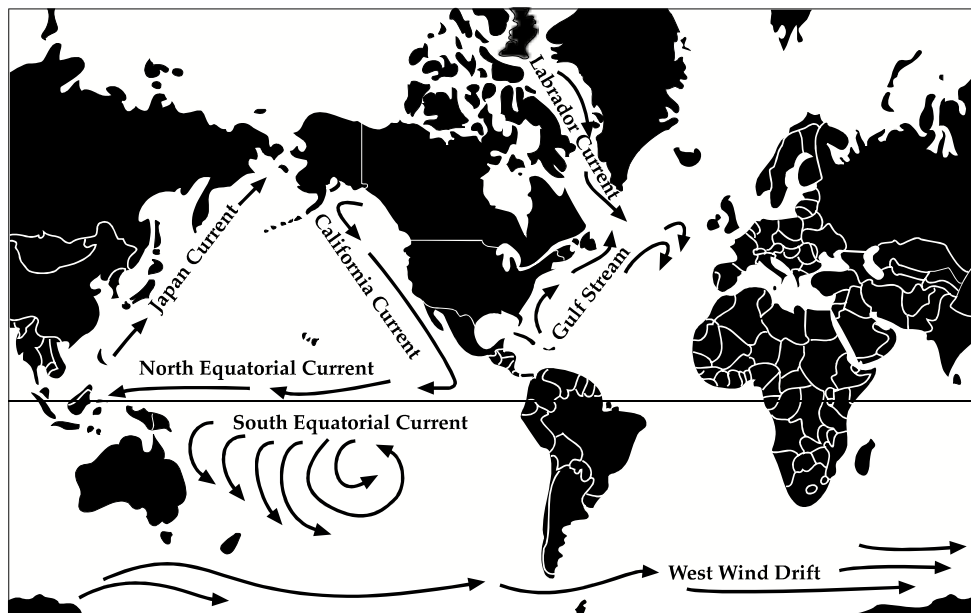 Labrador Current
Japan Current
California Current
Gulf Stream
North Equatorial Current
South Equatorial Current
West Wind Drift